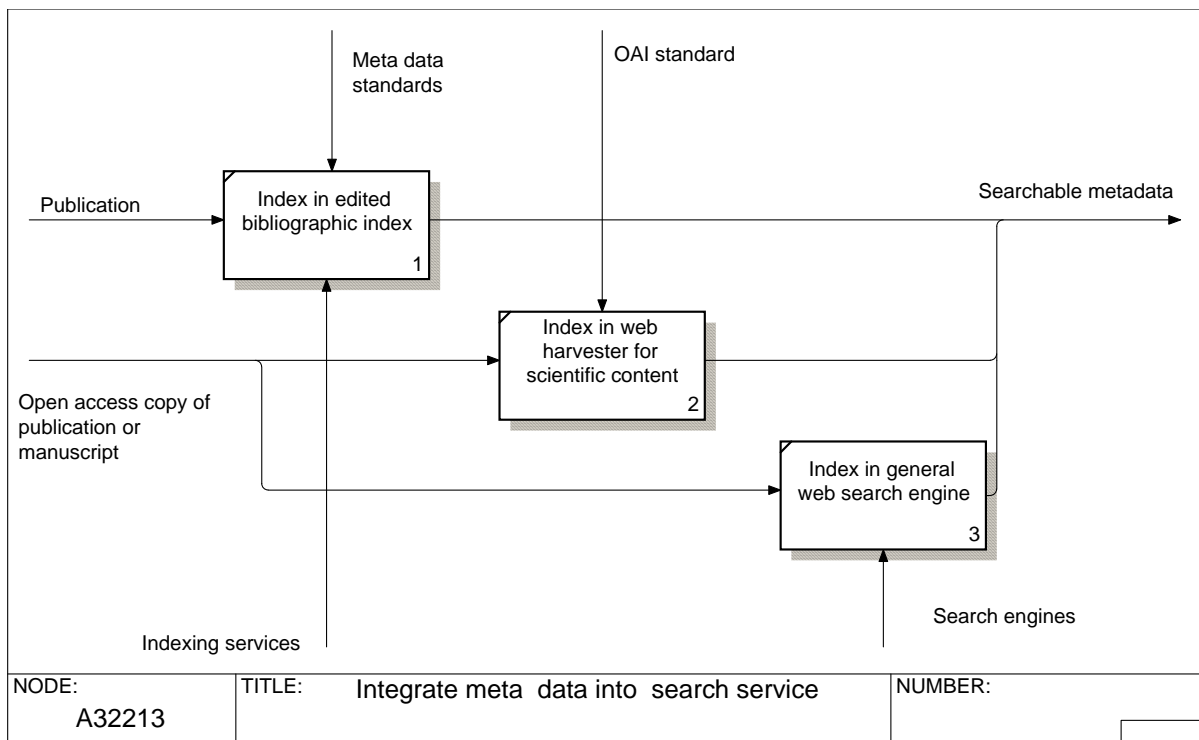 Meta data
standards
OAI standard
Publication
Index in edited
bibliographic index
1
Searchable metadata
Index in web
harvester for
scientific content
2
Open access copy of
publication or
manuscript
Index in general
web search engine
3
Search engines
Indexing services
NODE:
A32213
TITLE:
Integrate meta data into search service
NUMBER: